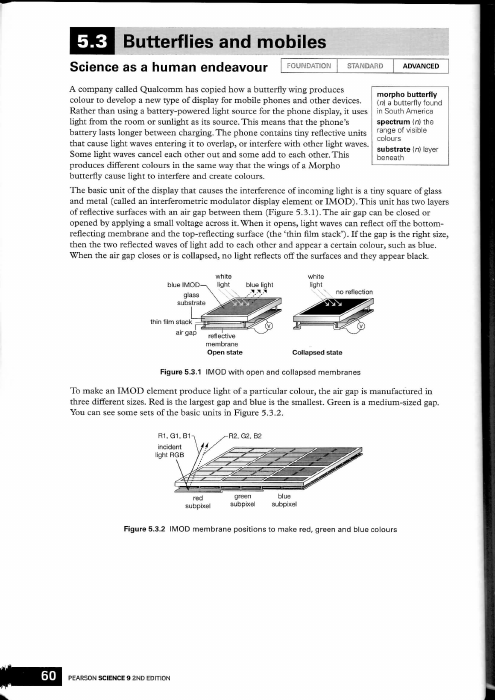 5.3 Butterflies and mobiles
Science as a human endeavour
FOUNDATION STANDARD ADVANCED
A company called Qualcomm has copied how a butterfly wing produces
colour to develop a new type of display for mobile phones and other devices.
Rather than using a battery-powered light source for the phone display, it uses
light from the room or sunlight as its source. This means that the phone's
battery lasts longer between charging. The phone contains tiny reflective units
that cause light waves entering it to overlap, or interfere with other light waves.
Some light waves cancel each other out and some add to each other. This
produces different colours in the same way that the wings of a Morpho
butterfly cause light to interfere and create colours.
morpho butterfly
(n) a butterfly found
in South America
spectrum (n) the
range of visible
colours
substrate (n) layer
beneath
The basic unit of the display that causes the interference of incoming light is a tiny square of glass
and metal (called an interferometric modulator display element or IMOD). This unit has two layers
of reflective surfaces with an air gap between them (Figure 5.3.1). The air gap can be closed or
opened by applying a small voltage across it. When it opens, light waves can reflect off the bottom-
reflecting membrane and the top-reflecting surface (the 'thin film stack'). If the gap is the right size,
then the two reflected waves of light add to each other and appear a certain colour, such as blue.
When the air gap closes or is collapsed, no light reflects off the surfaces and they appear black.
white
light
blue IMOD
blue light
glass
substrate
thin film stack
air gap
reflective
membrane
V
Open state
white
light
no reflection
V
Collapsed state
Figure 5.3.1 IMOD with open and collapsed membranes
To make an IMOD element produce light of a particular colour, the air gap is manufactured in
three different sizes. Red is the largest gap and blue is the smallest. Green is a medium-sized gap.
You can see some sets of the basic units in Figure 5.3.2.
R1, G1, B1
R2, G2, B2
incident
light RGB
red
subpixel
green
subpixel
blue
subpixel
Figure 5.3.2 IMOD membrane positions to make red, green and blue colours
60 PEARSON SCIENCE 9 2ND EDITION